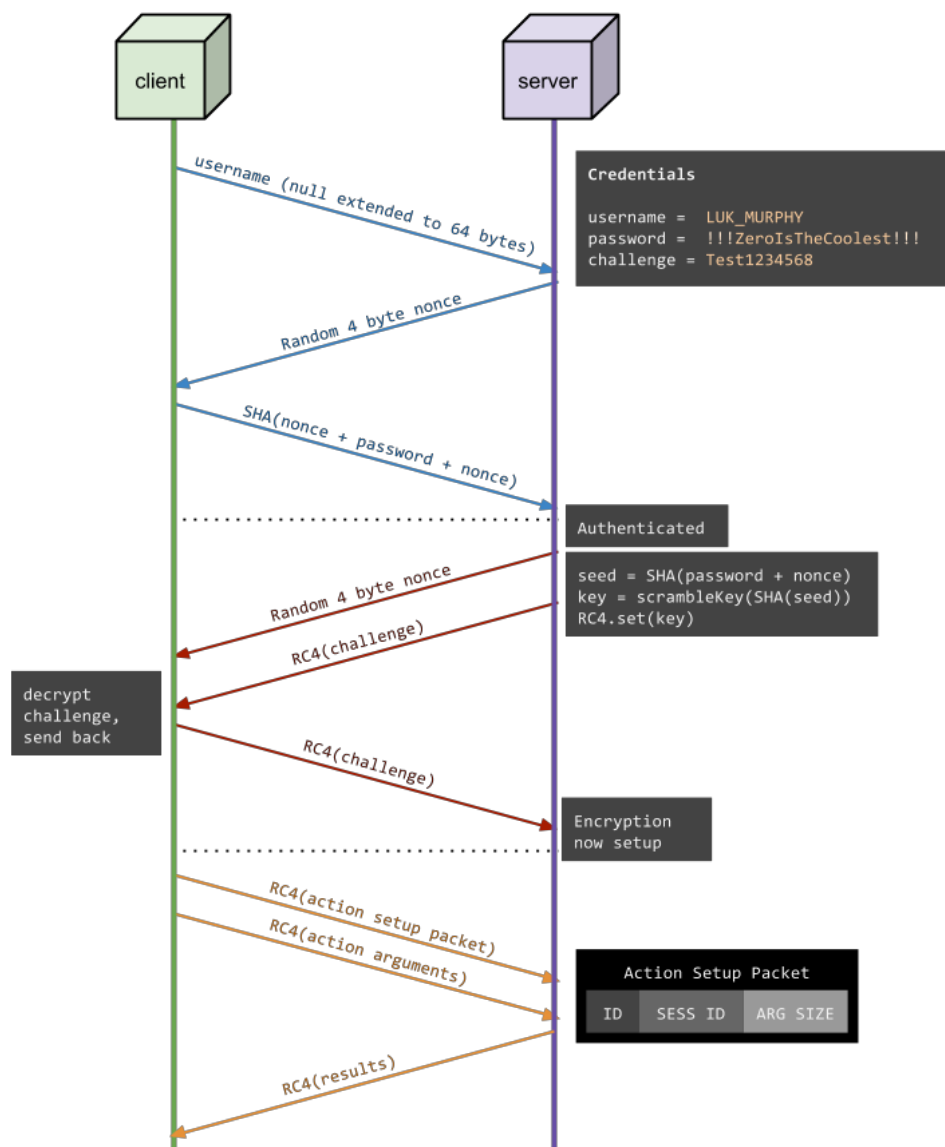 client
server
username (null extended to 64 bytes)
Credentials
username = LUK_MURPHY
password = !!!ZeroIsTheCoolest!!!
challenge = Test1234568
Random 4 byte nonce
SHA(nonce + password + nonce)
Authenticated
Random 4 byte nonce
seed = SHA(password + nonce)
key = scrambleKey(SHA(seed))
RC4.set(key)
RC4(challenge)
decrypt
challenge,
send back
RC4(challenge)
Encryption
now setup
RC4(action setup packet)
RC4(action arguments)
Action Setup Packet
ID SESS ID ARG SIZE
RC4(results)